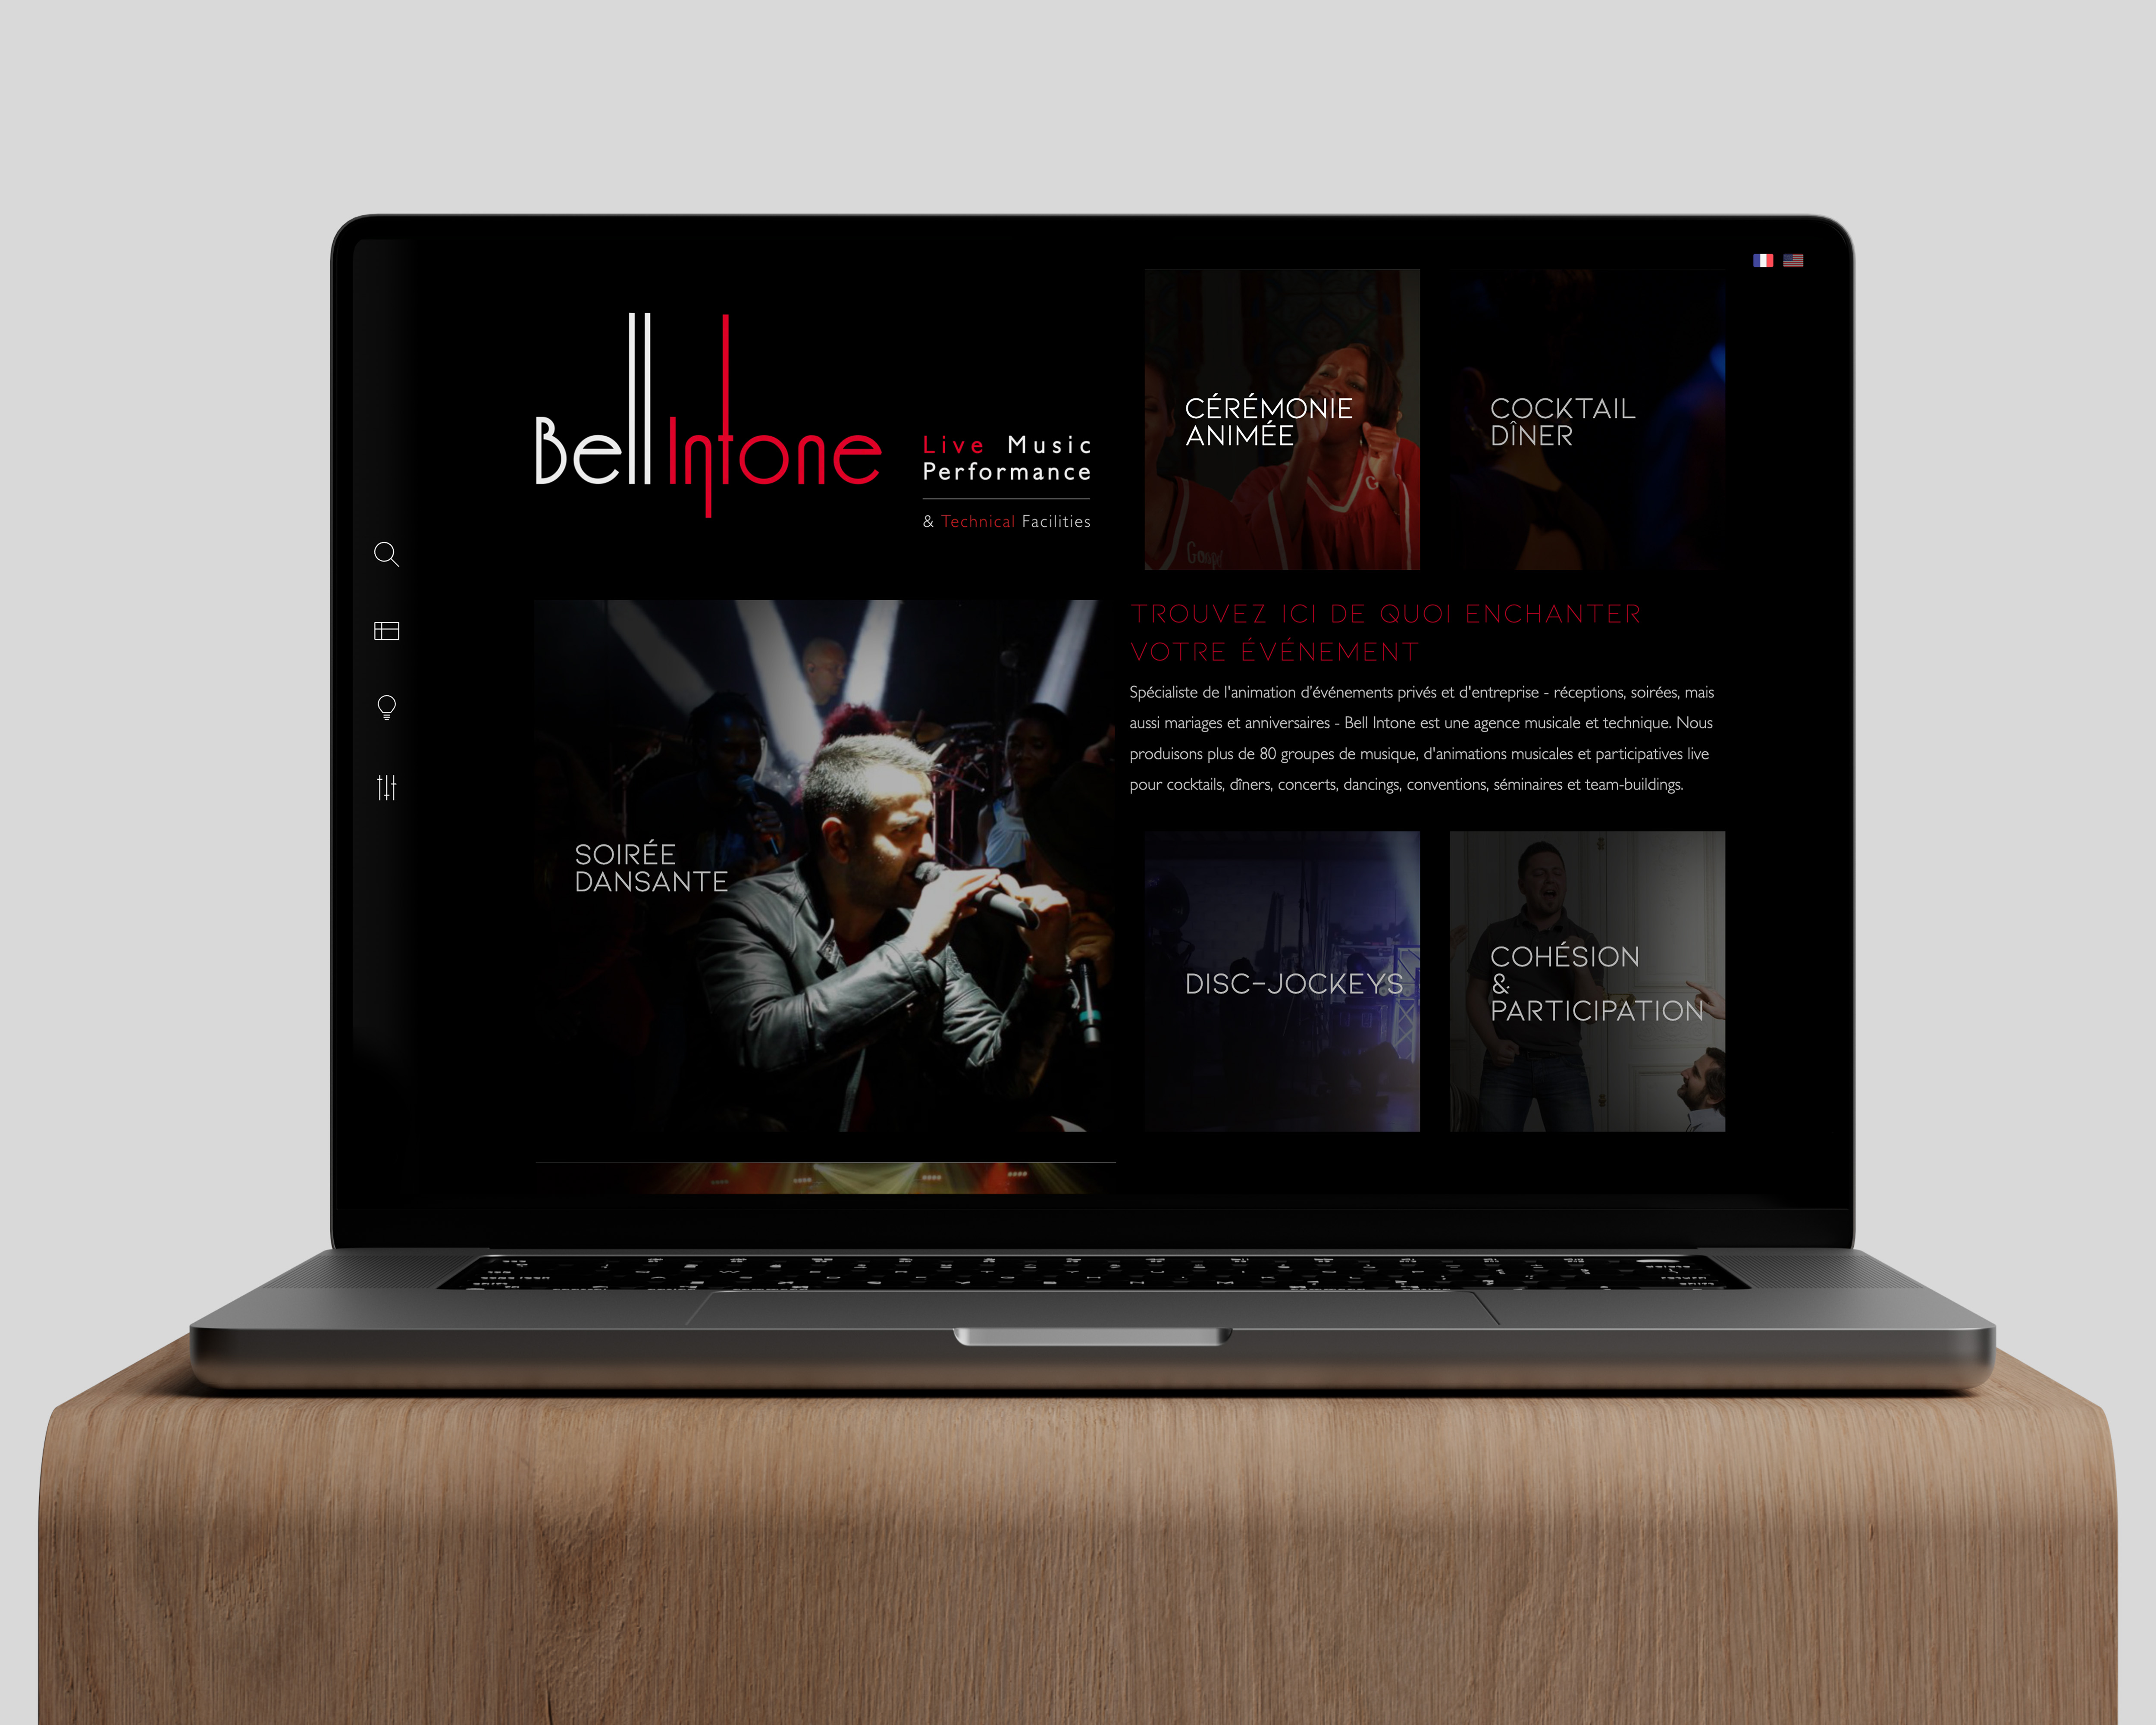 Bell Intone
Live Music
Performance
& Technical Facilities
CÉRÉMONIE
ANIMÉE
COCKTAIL
DÎNER
TROUVEZ ICI DE QUOI ENCHANTER
VOTRE ÉVÉNEMENT
Spécialiste de l'animation d'événements privés et d'entreprise - réceptions, soirées, mais
aussi mariages et anniversaires - Bell Intone est une agence musicale et technique. Nous
produisons plus de 80 groupes de musique, d'animations musicales et participatives live
pour cocktails, dîners, concerts, dancings, conventions, séminaires et team-buildings.
SOIRÉE
DANSANTE
DISC-JOCKEYS
COHÉSION
&
PARTICIPATION